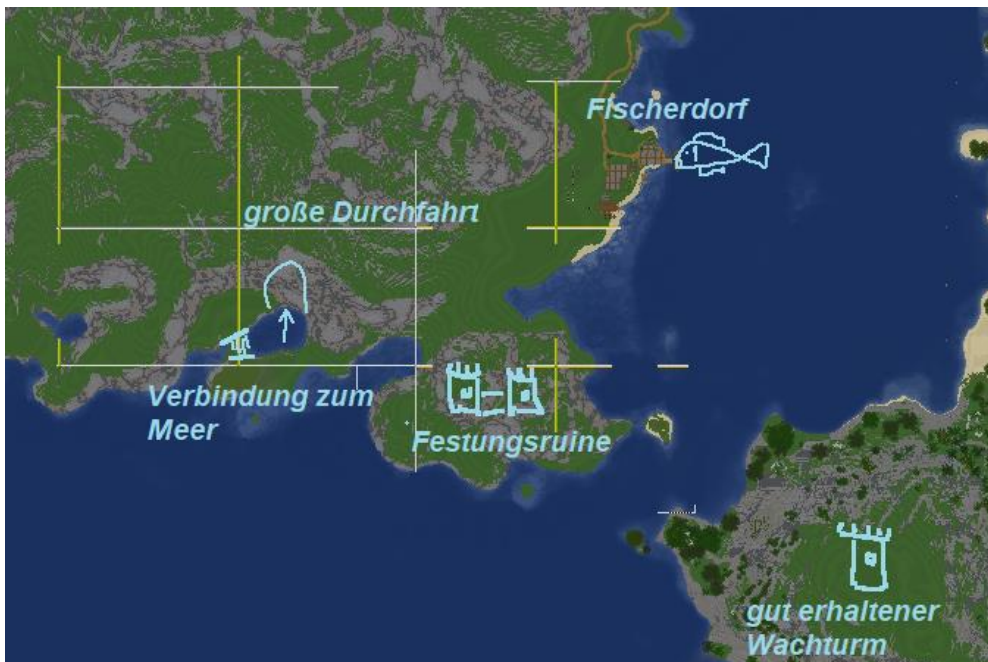 Fischerdorf
große Durchfahrt
Verbindung zum
Meer
Festungsruine
gut erhaltener
Wachturm